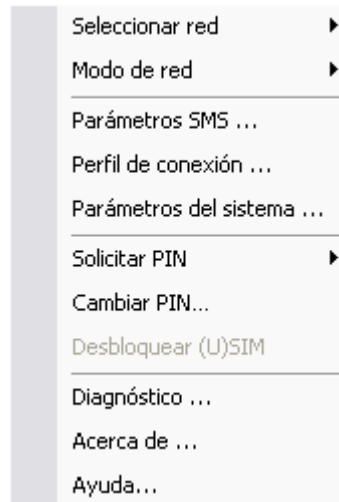 Seleccionar red
Modo de red
Parámetros SMS ...
Perfil de conexión ...
Parámetros del sistema ...
Solicitar PIN
Cambiar PIN...
Desbloquear (U)SIM
Diagnóstico ...
Acerca de ...
Ayuda...